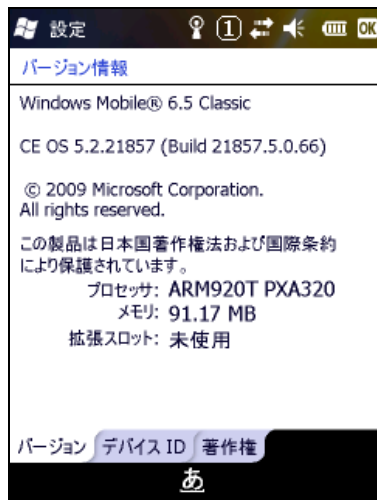 設定
1
OK
バージョン情報
Windows Mobile® 6.5 Classic
CE OS 5.2.21857 (Build 21857.5.0.66)
© 2009 Microsoft Corporation.
All rights reserved.
この製品は日本国著作権法および国際条約
により保護されています。
プロセッサ: ARM920T PXA320
メモリ: 91.17 MB
拡張スロット: 未使用
バージョン デバイス ID 著作権
あ